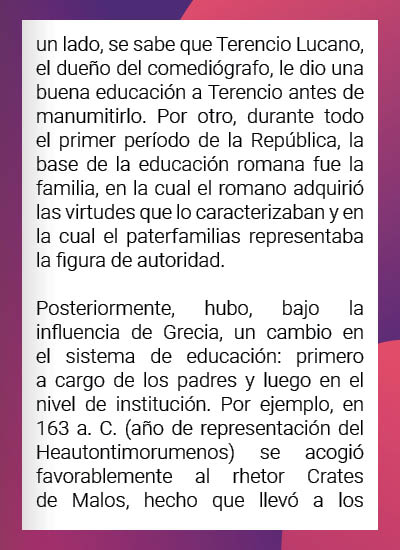 un lado, se sabe que Terencio Lucano,
el dueño del comediógrafo, le dio una
buena educación a Terencio antes de
manumitirlo. Por otro, durante todo
el primer período de la República, la
base de la educación romana fue la
familia, en la cual el romano adquirió
las virtudes que lo caracterizaban y en
la cual el paterfamilias representaba
la figura de autoridad.
Posteriormente, hubo, bajo la
influencia de Grecia, un cambio en
el sistema de educación: primero
a cargo de los padres y luego en el
nivel de institución. Por ejemplo, en
163 a. C. (año de representación del
Heautontimorumenos) se acogió
favorablemente al rhetor Crates
de Malos, hecho que llevó a los